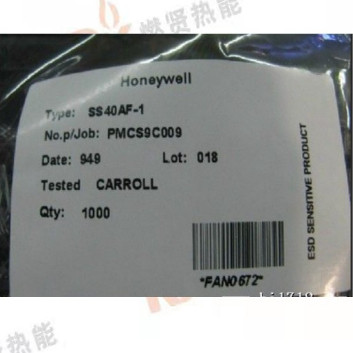 燃贤热能
Honeywell
Type: SS40AF-1
No.p/Job: PMCS9C009
Date: 949 Lot: 018
Tested CARROLL
Qty: 1000
ESD SENSITIVE PRODUCT
*FAN0672*
贤热能